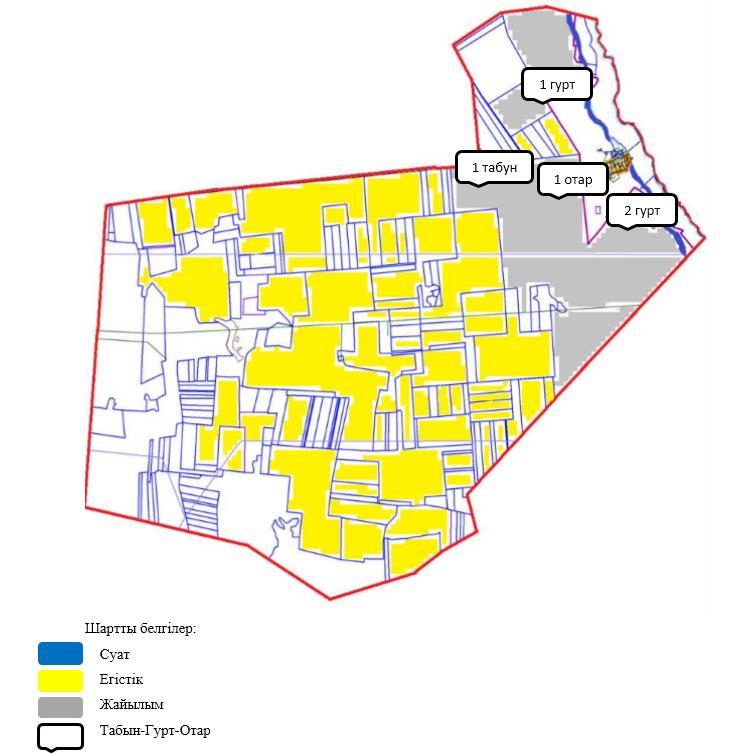 1 гурт
1 табун
1 отар
2 гурт
Шартты белгілер:
Суат
Егістік
Жайылым
Табын-Гурт-Отар